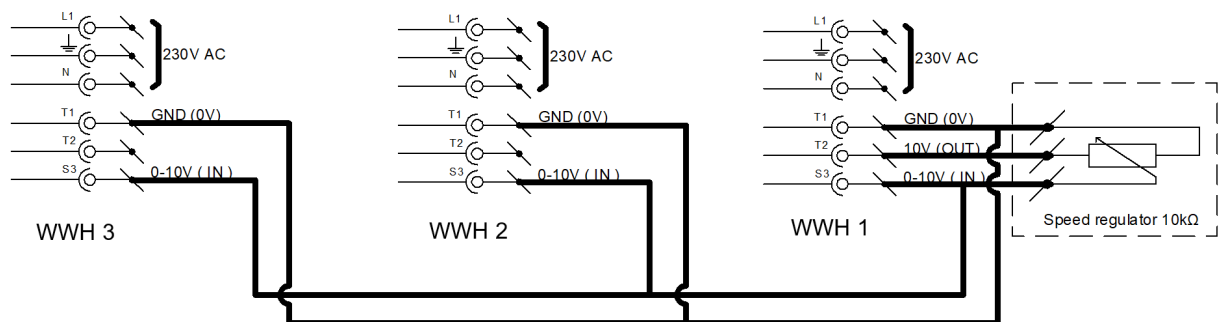 L1
230V AC
N
T1
GND (0V)
T2
S3
0-10V ( IN )
WWH 3
L1
230V AC
N
T1
GND (0V)
T2
S3
0-10V ( IN )
WWH 2
L1
230V AC
N
T1
GND (0V)
T2
10V (OUT)
S3
0-10V ( IN )
WWH 1
Speed regulator 10kΩ